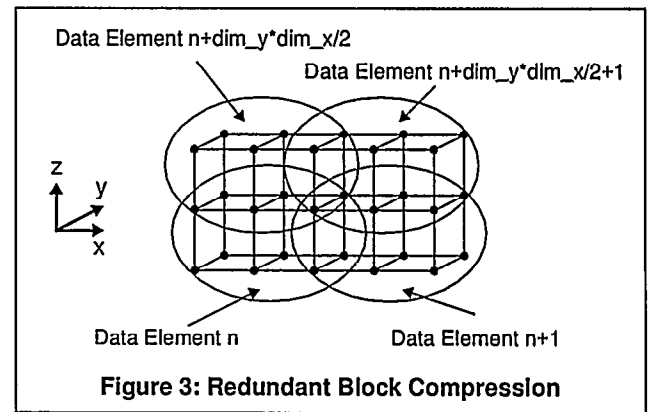 Data Element n+dim_y*dim_x/2
Data Element n+dim_y*dim_x/2+1
z
y
x
Data Element n
Data Element n+1
Figure 3: Redundant Block Compression